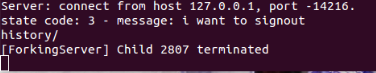 Server: connect from host 127.0.0.1, port -14216.
state code: 3 - message: i want to signout
history/
[ForkingServer] Child 2807 terminated